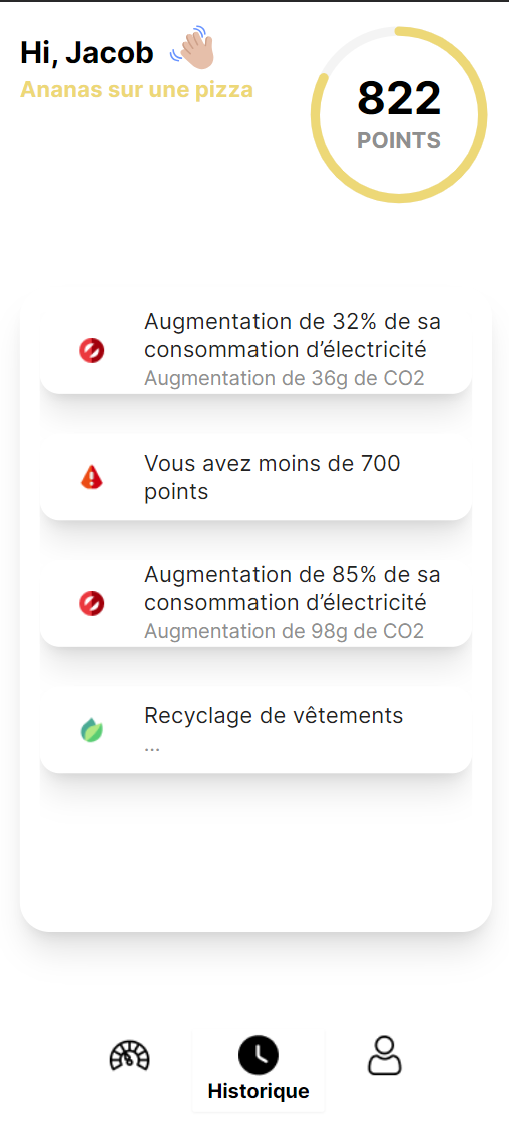 Hi, Jacob
Ananas sur une pizza
822
POINTS
Augmentation de 32% de sa
consommation d’électricité
Augmentation de 36g de CO2
Vous avez moins de 700
points
Augmentation de 85% de sa
consommation d’électricité
Augmentation de 98g de CO2
Recyclage de vêtements
...
Historique